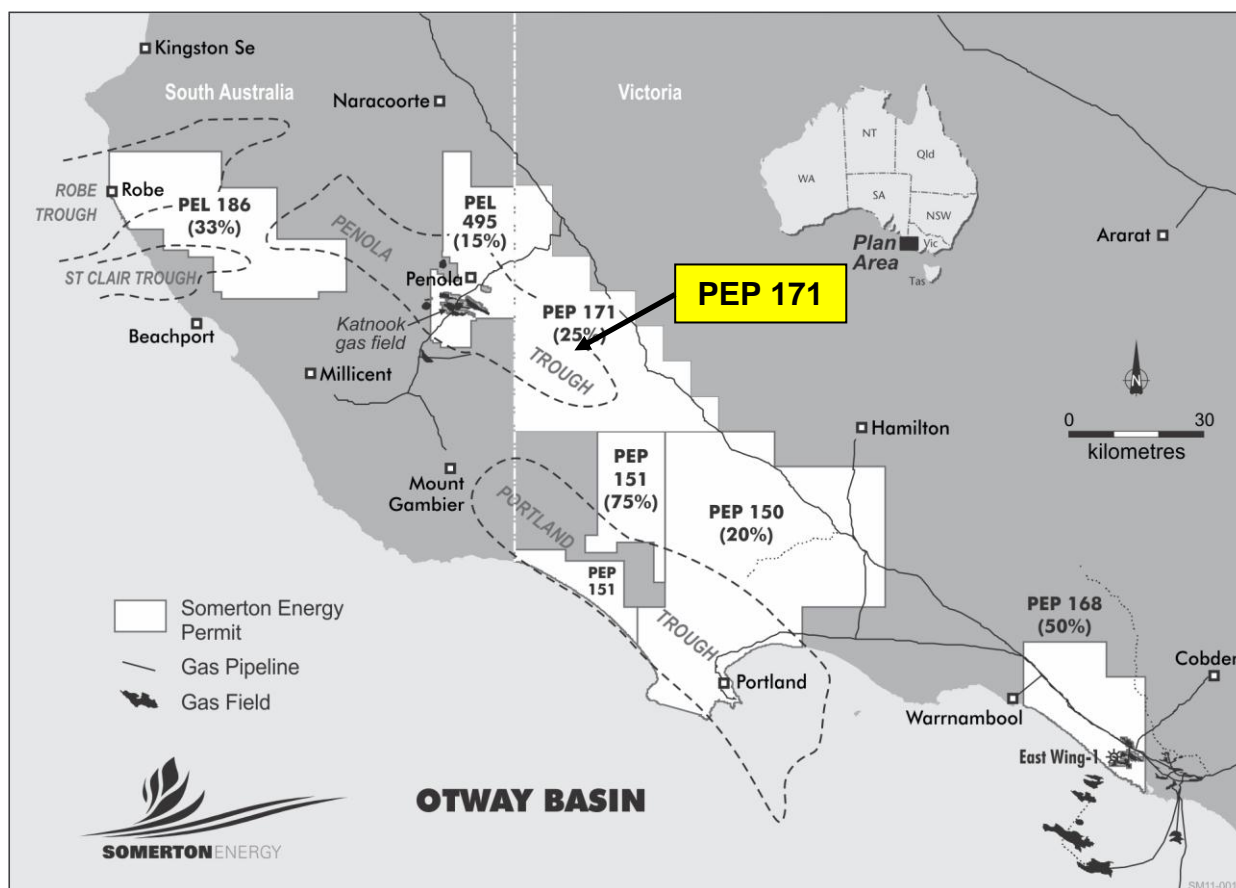 Kingston Se
South Australia
Victoria
Naracoorte
NT
Qld
WA
SA
NSW
Vic
Tas
Plan
Area
Ararat
ROBE
TROUGH
Robe
PEL 186
(33%)
PENOLA
PEL
495
(15%)
ST CLAIR TROUGH
Penola
PEP 171
PEP 171
(25%)
Beachport
Katnook
gas field
TROUGH
Millicent
N
0 30
kilometres
Hamilton
Mount
Gambier
PORTLAND
PEP
151
(75%)
PEP 150
(20%)
PEP
151
TROUGH
Portland
PEP 168
(50%)
Cobden
Warrnambool
East Wing-1
Somerton Energy
Permit
Gas Pipeline
Gas Field
OTWAY BASIN
SOMERTONENERGY
SM11-001